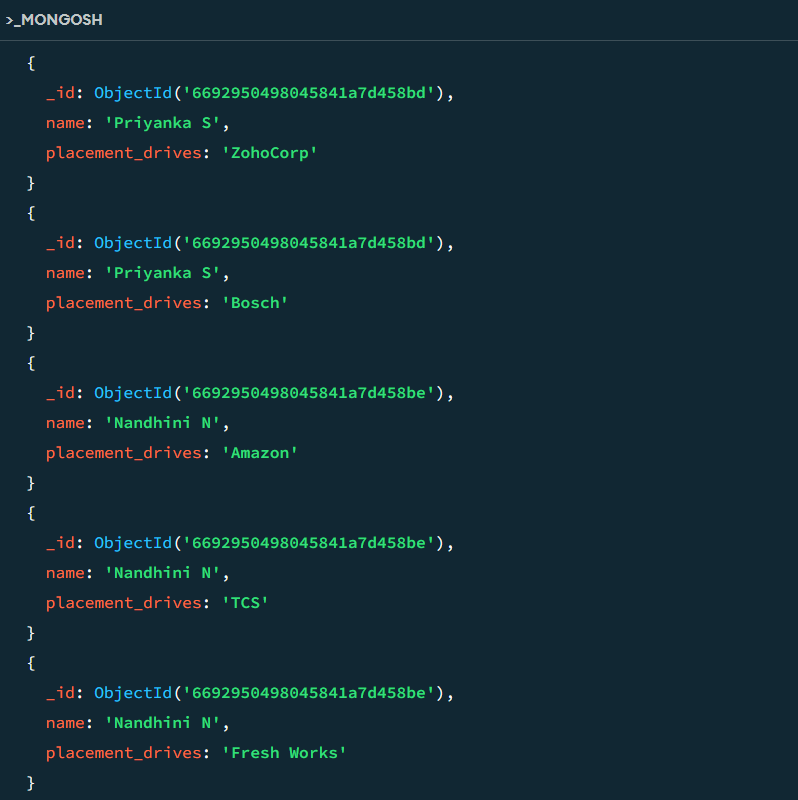 >_MONGOSH
{
_id: ObjectId('6692950498045841a7d458bd'),
name: 'Priyanka S',
placement_drives: 'ZohoCorp'
}
{
_id: ObjectId('6692950498045841a7d458bd'),
name: 'Priyanka S',
placement_drives: 'Bosch'
}
{
_id: ObjectId('6692950498045841a7d458be'),
name: 'Nandhini N',
placement_drives: 'Amazon'
}
{
_id: ObjectId('6692950498045841a7d458be'),
name: 'Nandhini N',
placement_drives: 'TCS'
}
{
_id: ObjectId('6692950498045841a7d458be'),
name: 'Nandhini N',
placement_drives: 'Fresh Works'
}